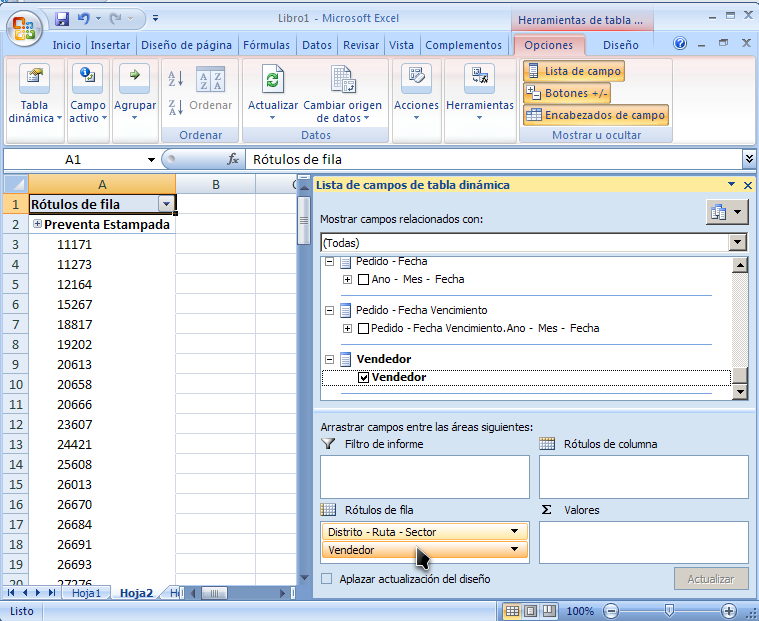 Libro1 - Microsoft Excel
Herramientas de tabla ...
Inicio Insertar Diseño de página Fórmulas Datos Revisar Vista Complementos Opciones Diseño
Tabla dinámica
Campo activo
Agrupar
Ordenar
Ordenar
Actualizar
Cambiar origen de datos
Datos
Acciones
Herramientas
Lista de campo
Botones +/-
Encabezados de campo
Mostrar u ocultar
A1
fx
Rótulos de fila
A B C
1 Rótulos de fila
2 Preventa Estampada
3 11171
4 11273
5 12164
6 15267
7 18817
8 19202
9 20613
10 20658
11 20666
12 23607
13 24421
14 25608
15 26013
16 26670
17 26684
18 26691
19 26693
20 27276
Hoja1 Hoja2
Lista de campos de tabla dinámica
Mostrar campos relacionados con:
(Todas)
Pedido - Fecha
Ano - Mes - Fecha
Pedido - Fecha Vencimiento
Pedido - Fecha Vencimiento.Ano - Mes - Fecha
Vendedor
Vendedor
Arrastrar campos entre las áreas siguientes:
Filtro de informe
Rótulos de columna
Rótulos de fila
Σ Valores
Distrito - Ruta - Sector
Vendedor
Aplazar actualización del diseño
Actualizar
Listo
100%